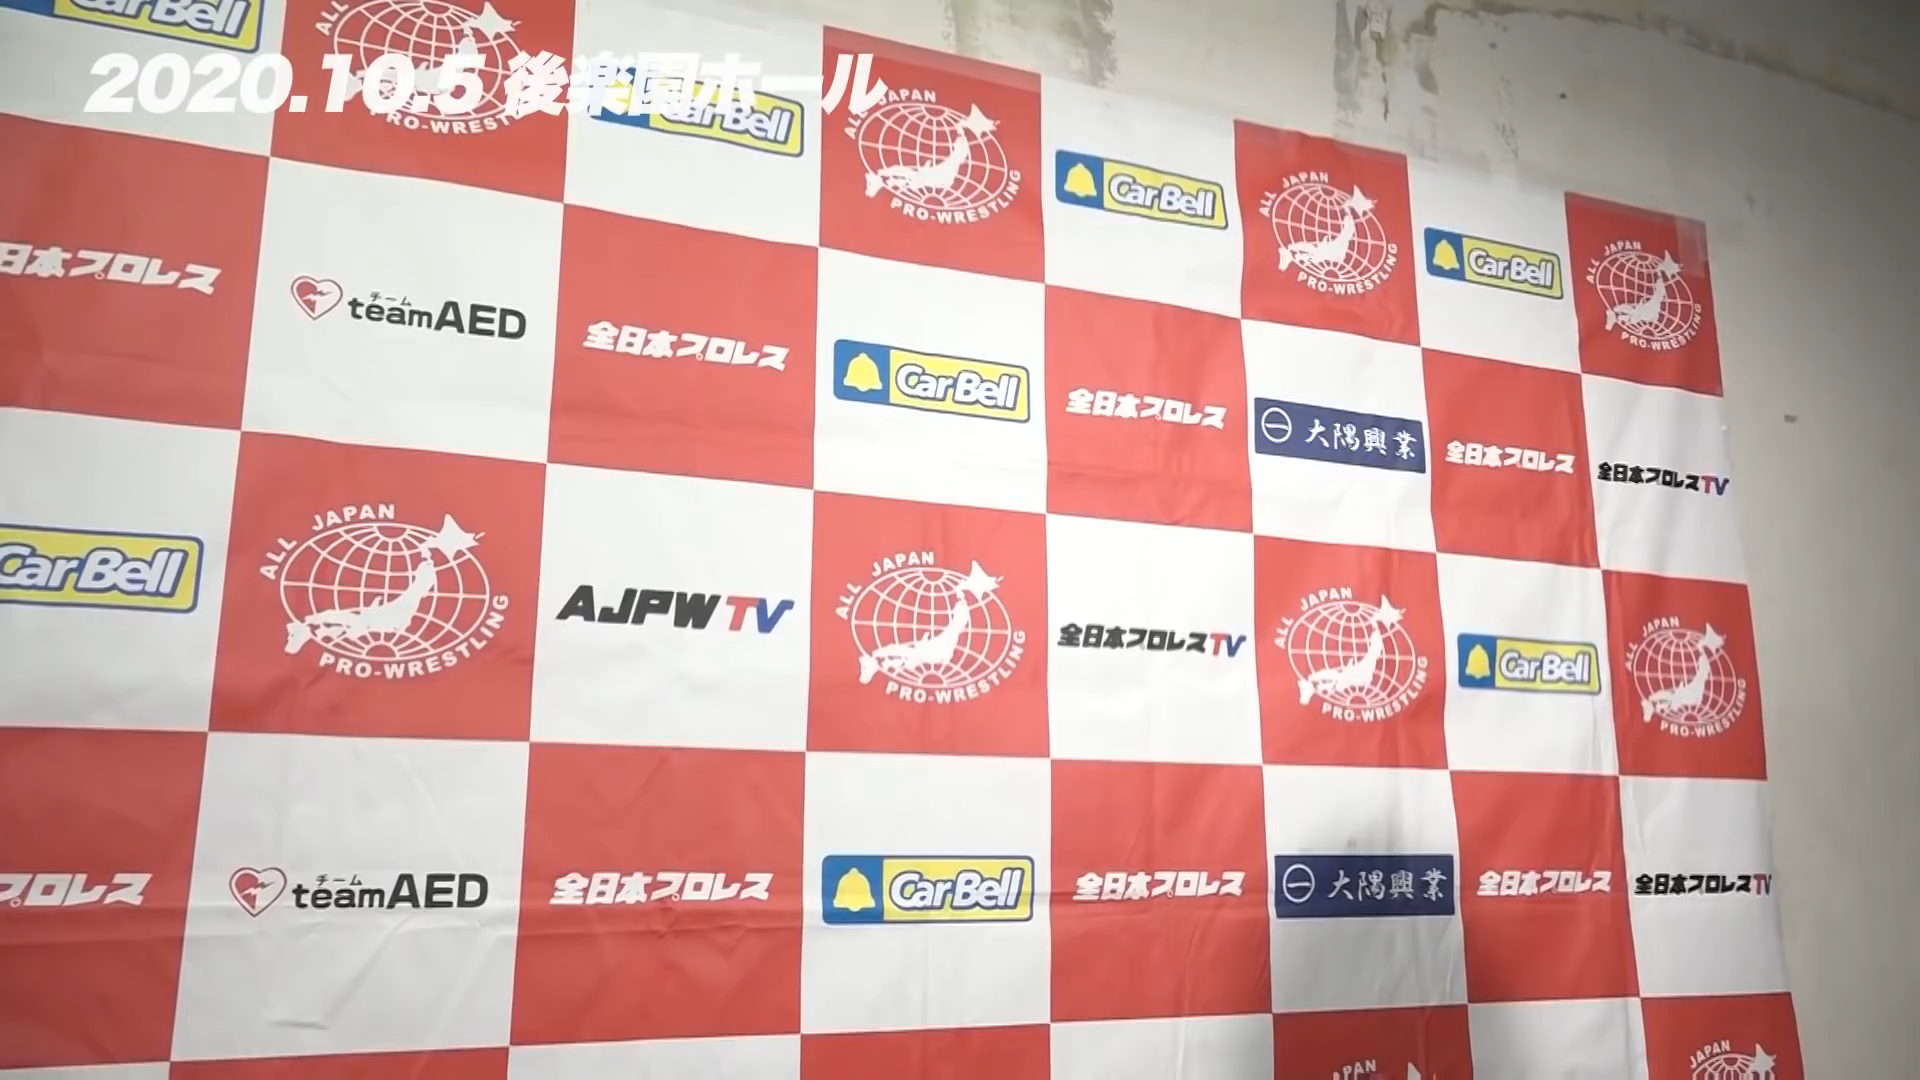 CarBell
2020.10.5 後楽園ホール
PRO-WREST
CarBell
ALL JAPAN PRO-WRESTLING
CarBell
ALL JAPAN PRO-WRESTLING
CarBell
ALL JAPAN PRO-WRESTLING
日本プロレス
チーム
teamAED
全日本プロレス
CarBell
全日本プロレス
大隅興業
全日本プロレス
全日本プロレスTV
CarBell
ALL JAPAN PRO-WRESTLING
AJPW TV
ALL JAPAN PRO-WRESTLING
全日本プロレスTV
ALL JAPAN PRO-WRESTLING
CarBell
ALL JAPAN PRO-WRESTLING
プロレス
チーム
teamAED
全日本プロレス
CarBell
全日本プロレス
大隅興業
全日本プロレス
全日本プロレスTV
JAPAN
JAPAN